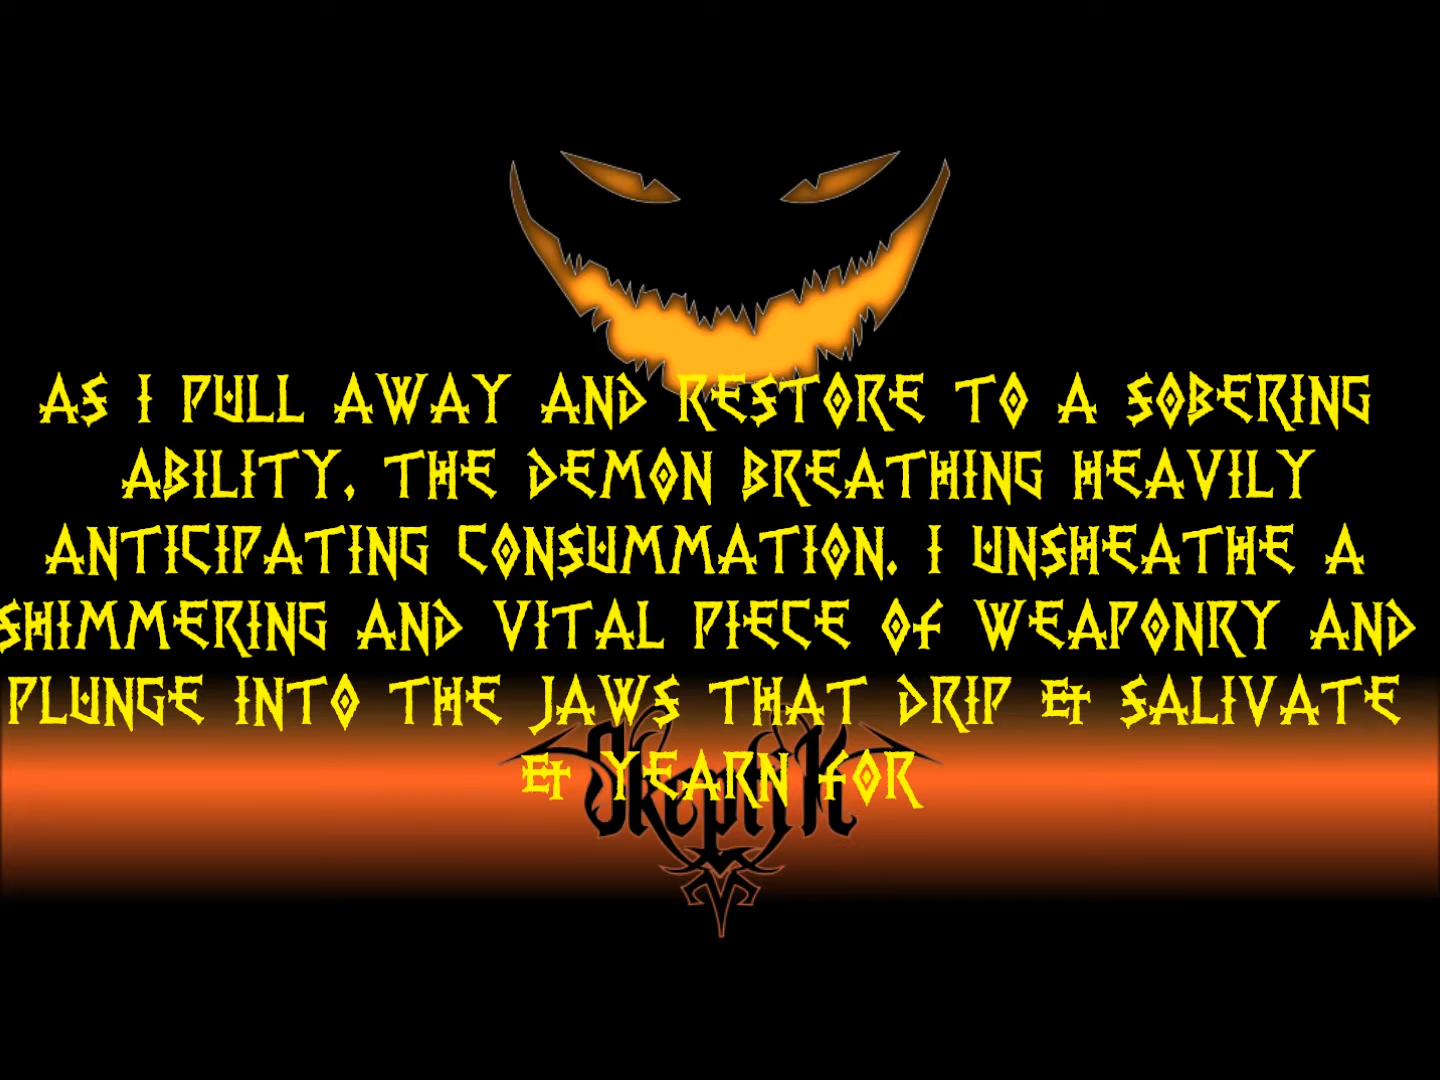 AS I PULL AWAY AND RESTORE TO A SOBERING
ABILITY, THE DEMON BREATHING HEAVILY
ANTICIPATING CONSUMMATION. I UNSHEATHE A
SHIMMERING AND VITAL PIECE OF WEAPONRY AND
PLUNGE INTO THE JAWS THAT DRIP & SALIVATE
& YEARN FOR
SkeptiK